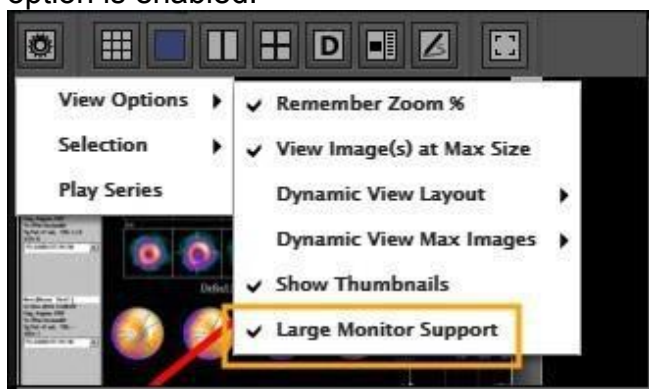 option is enabled.
D
View Options
Selection
Play Series
Remember Zoom %
View Image(s) at Max Size
Dynamic View Layout
Dynamic View Max Images
Show Thumbnails
Large Monitor Support